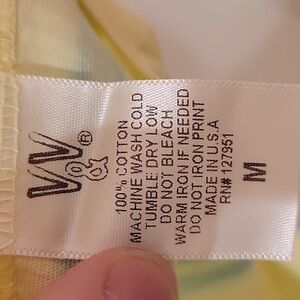 V&V®
100% COTTON
MACHINE WASH COLD
TUMBLE DRY LOW
DO NOT BLEACH
WARM IRON IF NEEDED
DO NOT IRON PRINT
MADE IN U.S.A
RN# 127951
M